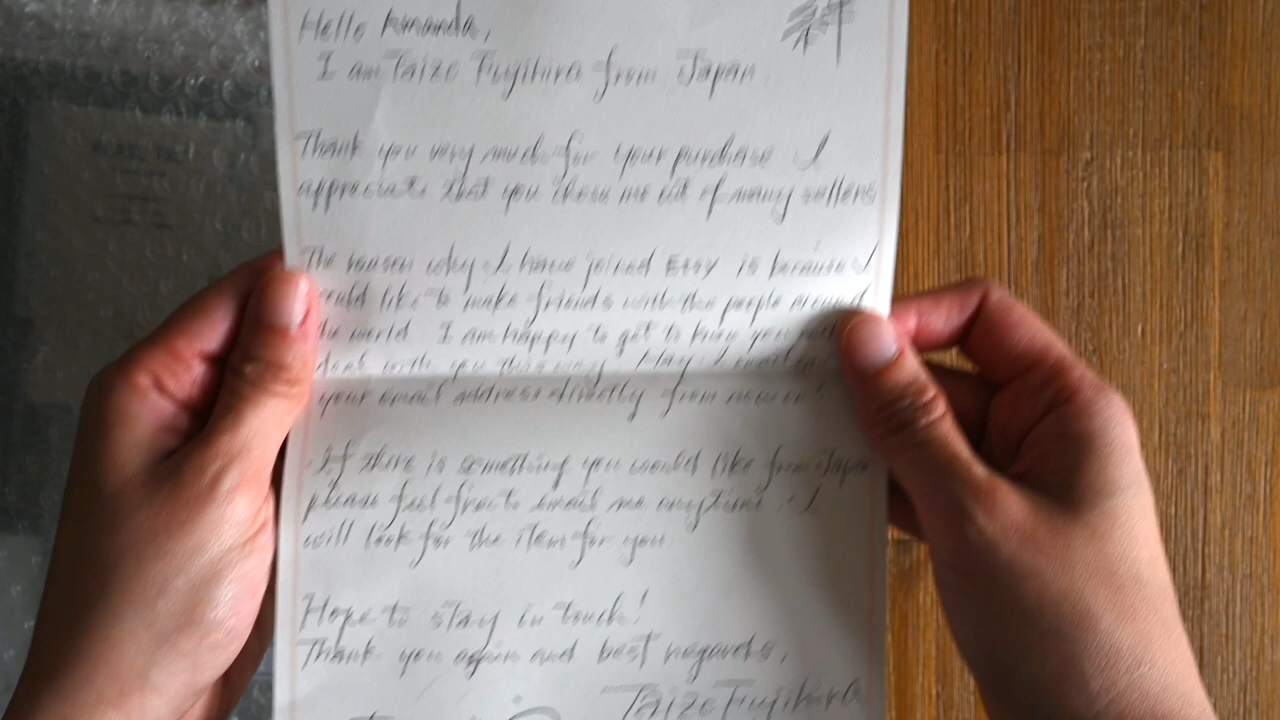 Hello Amanda,
I am Taizo Fujihira from Japan
Thank you very much for your purchase I
appreciate that you chose me out of many sellers
The reason why I have joined Etsy is because I
would like to make friends with the people around
the world I am happy to get to know you
deal with you this way May I
your email address directly from now on!
If there is something you would like from Japan
please feel free to email me anytime I
will look for the item for you
Hope to stay in touch!
Thank you again and best regards,
Taizo Fujihira